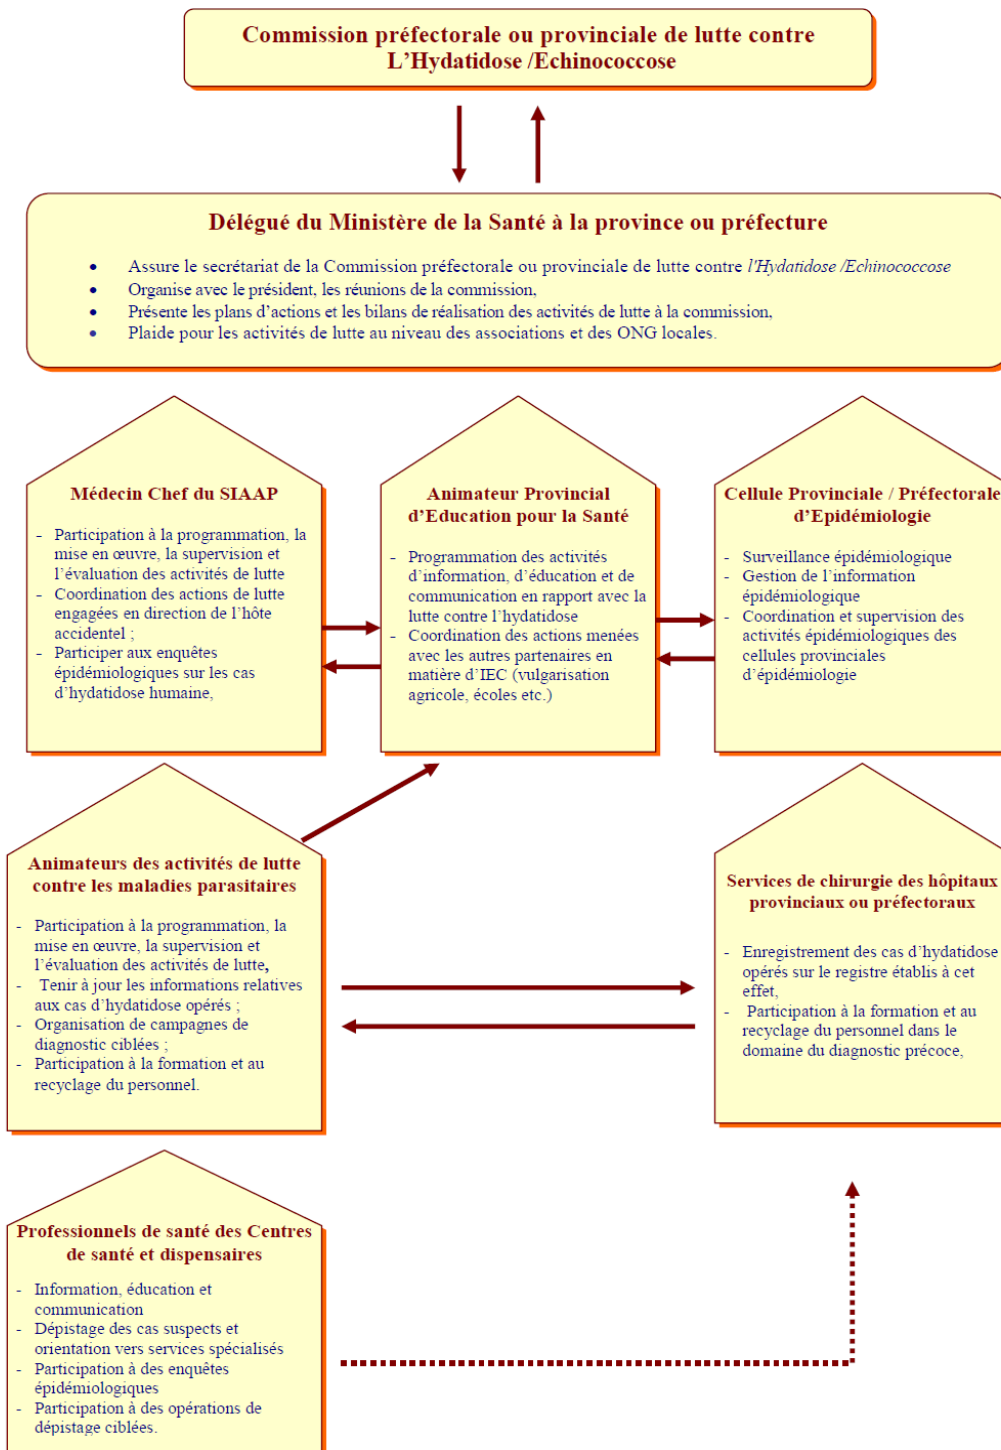 Commission préfectorale ou provinciale de lutte contre
L'Hydatidose /Echinococcose
Délégué du Ministère de la Santé à la province ou préfecture
• Assure le secrétariat de la Commission préfectorale ou provinciale de lutte contre l'Hydatidose /Echinococcose
• Organise avec le président, les réunions de la commission,
• Présente les plans d'actions et les bilans de réalisation des activités de lutte à la commission,
• Plaide pour les activités de lutte au niveau des associations et des ONG locales.
Médecin Chef du SIAAP
- Participation à la programmation, la
mise en œuvre, la supervision et
l'évaluation des activités de lutte
- Coordination des actions de lutte
engagées en direction de l'hôte
accidentel ;
- Participer aux enquêtes
épidémiologiques sur les cas
d'hydatidose humaine,
Animateur Provincial
d'Education pour la Santé
- Programmation des activités
d'information, d'éducation et de
communication en rapport avec la
lutte contre l'hydatidose
- Coordination des actions menées
avec les autres partenaires en
matière d'IEC (vulgarisation
agricole, écoles etc.)
Cellule Provinciale / Préfectorale
d'Epidémiologie
- Surveillance épidémiologique
- Gestion de l'information
épidémiologique
- Coordination et supervision des
activités épidémiologiques des
cellules provinciales
d'épidémiologie
Animateurs des activités de lutte
contre les maladies parasitaires
- Participation à la programmation, la
mise en œuvre, la supervision et
l'évaluation des activités de lutte,
- Tenir à jour les informations relatives
aux cas d'hydatidose opérés ;
- Organisation de campagnes de
diagnostic ciblées ;
- Participation à la formation et au
recyclage du personnel.
Services de chirurgie des hôpitaux
provinciaux ou préfectoraux
- Enregistrement des cas d'hydatidose
opérés sur le registre établis à cet
effet,
- Participation à la formation et au
recyclage du personnel dans le
domaine du diagnostic précoce,
Professionnels de santé des Centres
de santé et dispensaires
- Information, éducation et
communication
- Dépistage des cas suspects et
orientation vers services spécialisés
- Participation à des enquêtes
épidémiologiques
- Participation à des opérations de
dépistage ciblées.